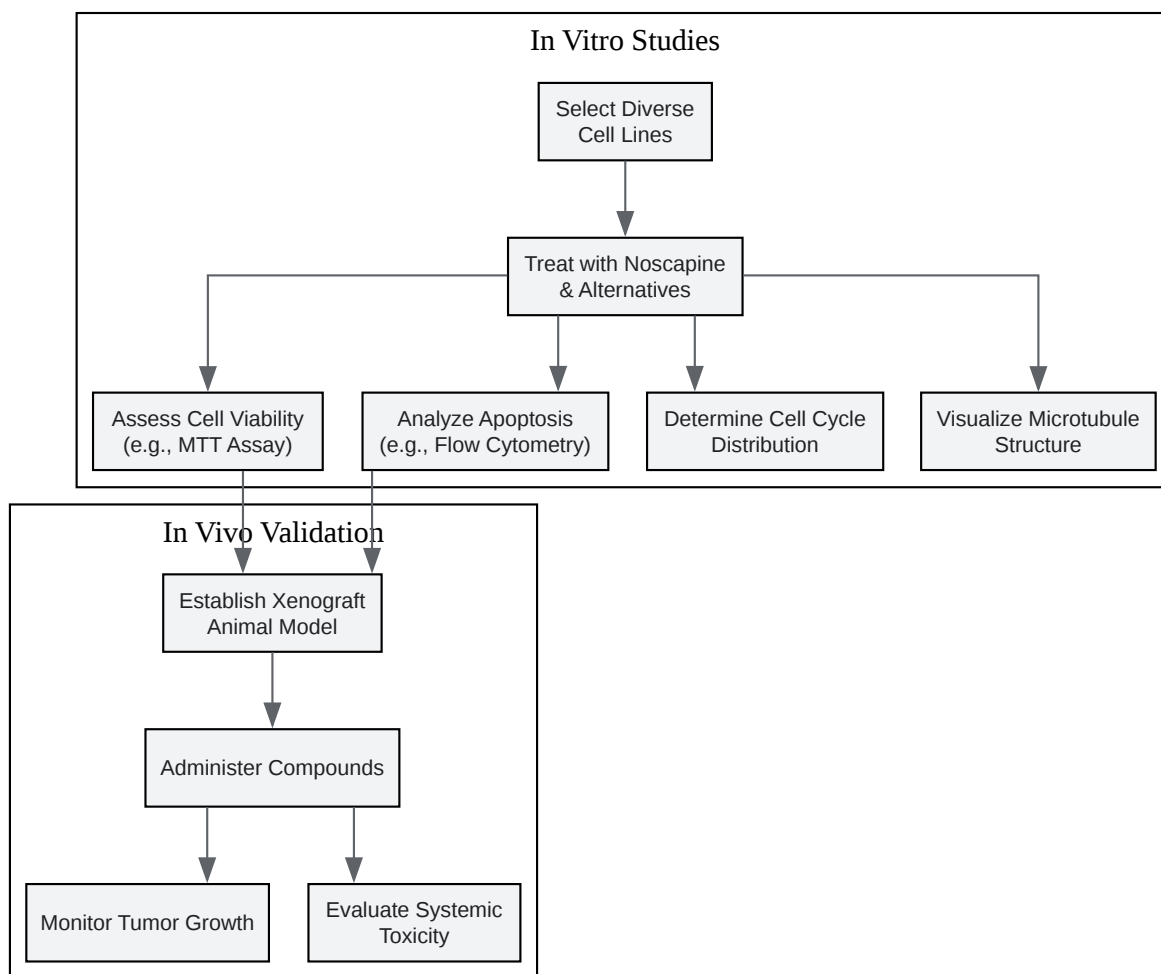 In Vitro Studies
Select Diverse
Cell Lines
Treat with Noscapine
& Alternatives
Assess Cell Viability
(e.g., MTT Assay)
Analyze Apoptosis
(e.g., Flow Cytometry)
Determine Cell Cycle
Distribution
Visualize Microtubule
Structure
In Vivo Validation
Establish Xenograft
Animal Model
Administer Compounds
Monitor Tumor Growth
Evaluate Systemic
Toxicity